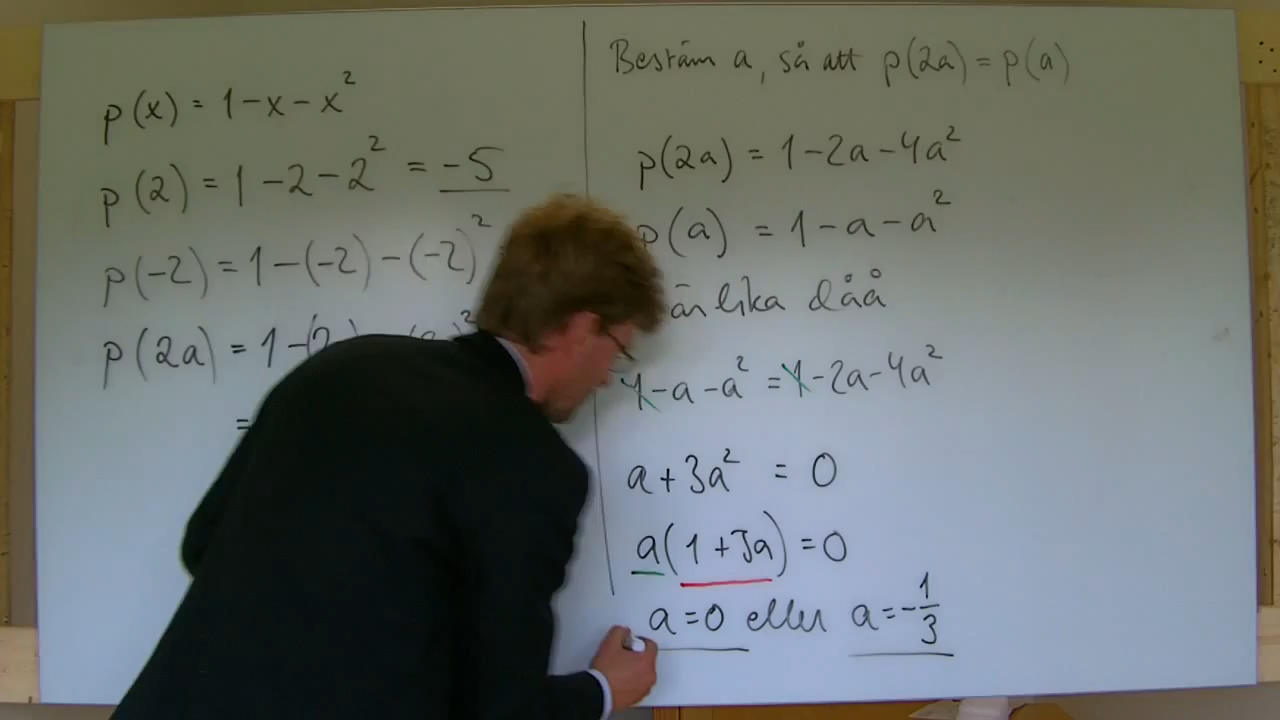 p(x) = 1-x-x²
p(2) = 1-2-2² = -5
p(-2) = 1-(-2)-(-2)²
p(2a) = 1-(2
=
Bestäm a, så att p(2a) = p(a)
p(2a) = 1-2a-4a²
p(a) = 1-a-a²
är lika då
1-a-a² = 1-2a-4a²
a+3a² = 0
a(1+3a) = 0
a=0 eller a=-1/3